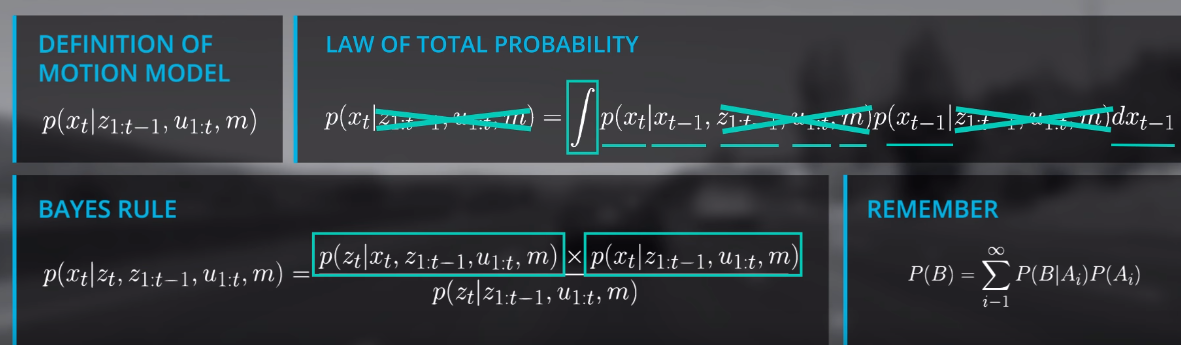 DEFINITION OF
MOTION MODEL
p(x_t|z_{1:t−1}, u_{1:t}, m)
LAW OF TOTAL PROBABILITY
p(x_t|z_{1:t−1}, u_{1:t}, m) = ∫ p(x_t|x_{t−1}, z_{1:t−1}, u_{1:t}, m)p(x_{t−1}|z_{1:t−1}, u_{1:t}, m)dx_{t−1}
BAYES RULE
p(x_t|z_t, z_{1:t−1}, u_{1:t}, m) = p(z_t|x_t, z_{1:t−1}, u_{1:t}, m) × p(x_t|z_{1:t−1}, u_{1:t}, m)
p(z_t|z_{1:t−1}, u_{1:t}, m)
REMEMBER
P(B) = ∑_{i−1}^{∞} P(B|A_i)P(A_i)